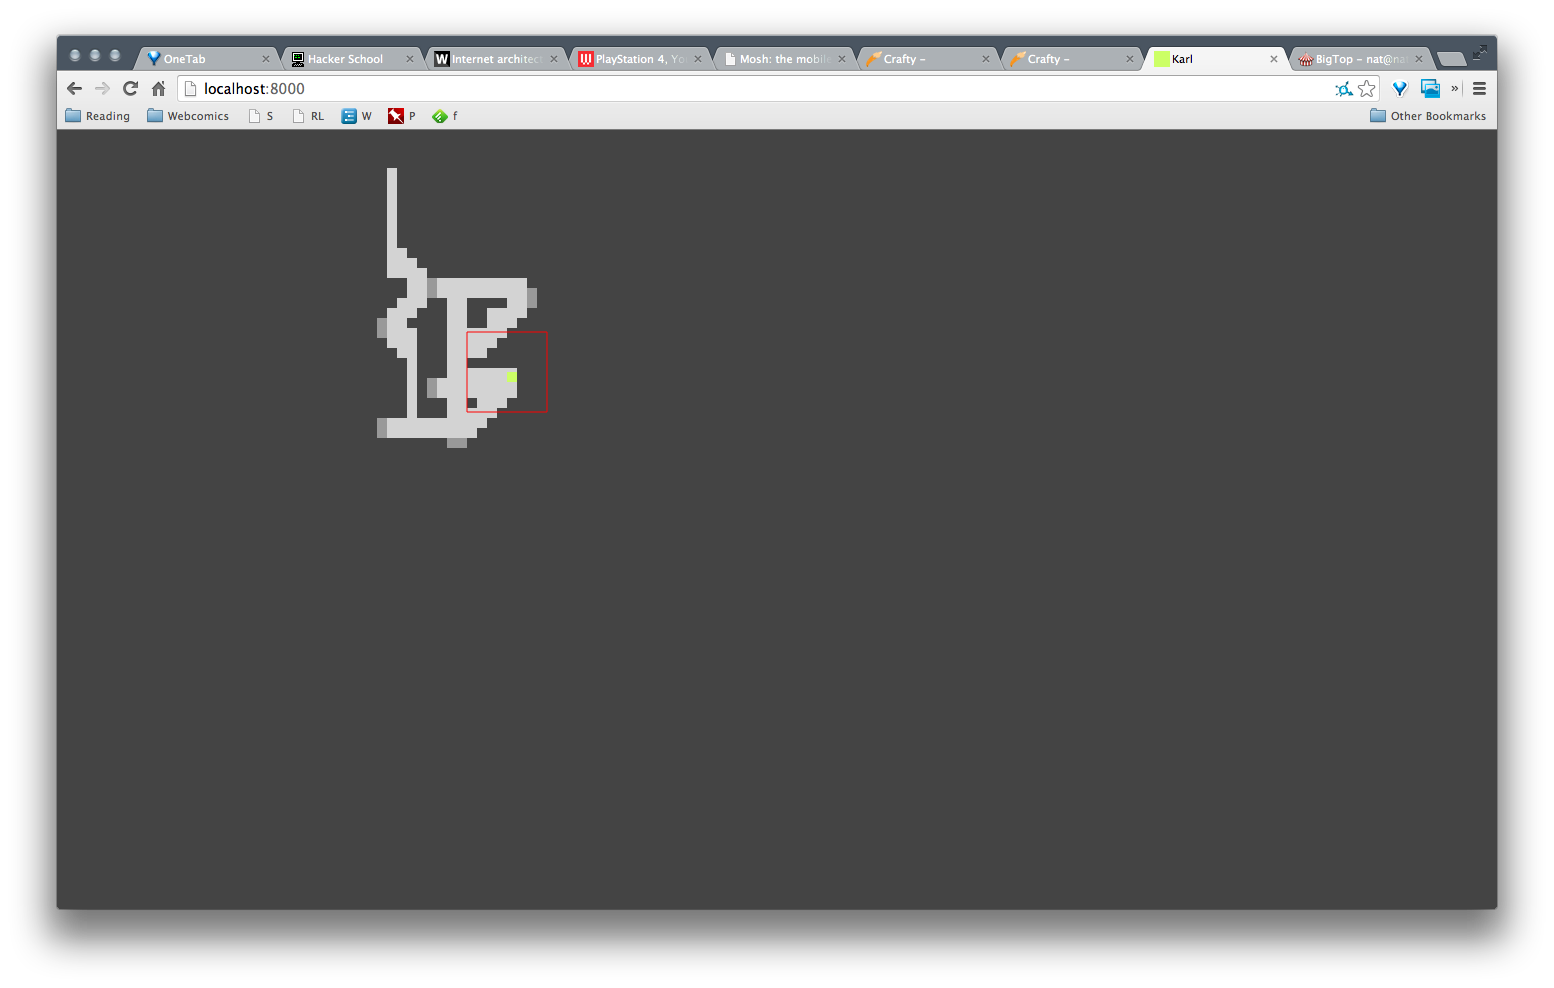 OneTab Hacker School Internet architect PlayStation 4, Yo Mosh: the mobile Crafty – Crafty – Karl BigTop – nat@nat
localhost:8000 »
Reading Webcomics S RL W P f Other Bookmarks